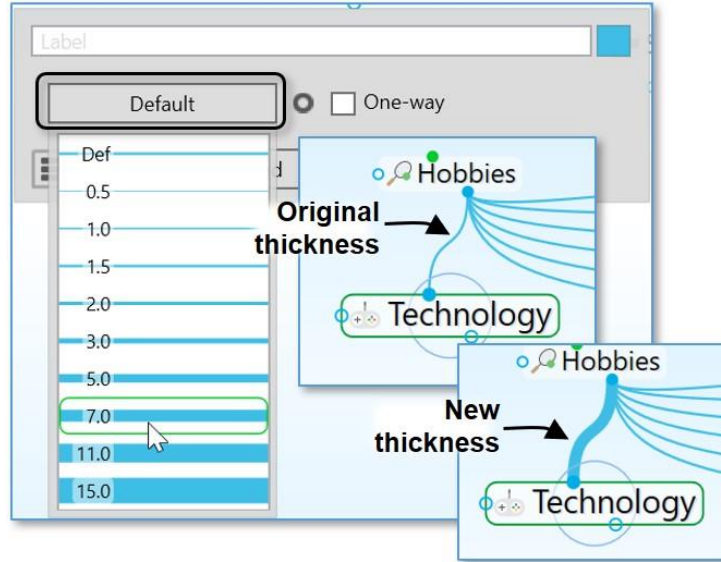 Label
Default
One-way
Def
0.5
1.0
1.5
2.0
3.0
5.0
7.0
11.0
15.0
Hobbies
Original
thickness
Technology
Hobbies
New
thickness
Technology